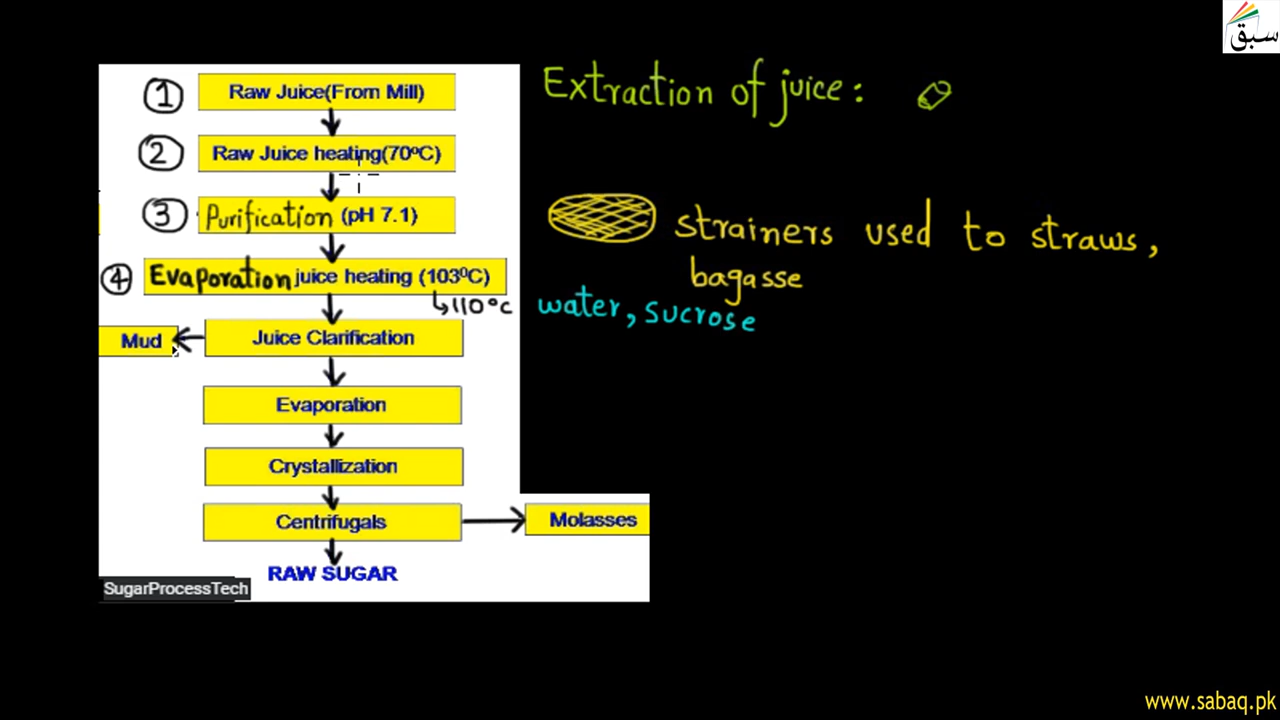 سبق
Extraction of juice:
1 Raw Juice(From Mill)
2 Raw Juice heating(70⁰C)
3 Purification (pH 7.1)
4 Evaporation juice heating (103⁰C)
↳110°C
Mud
Juice Clarification
Evaporation
Crystallization
Centrifugals
Molasses
RAW SUGAR
SugarProcessTech
strainers used to straws,
bagasse
water, sucrose
www.sabaq.pk